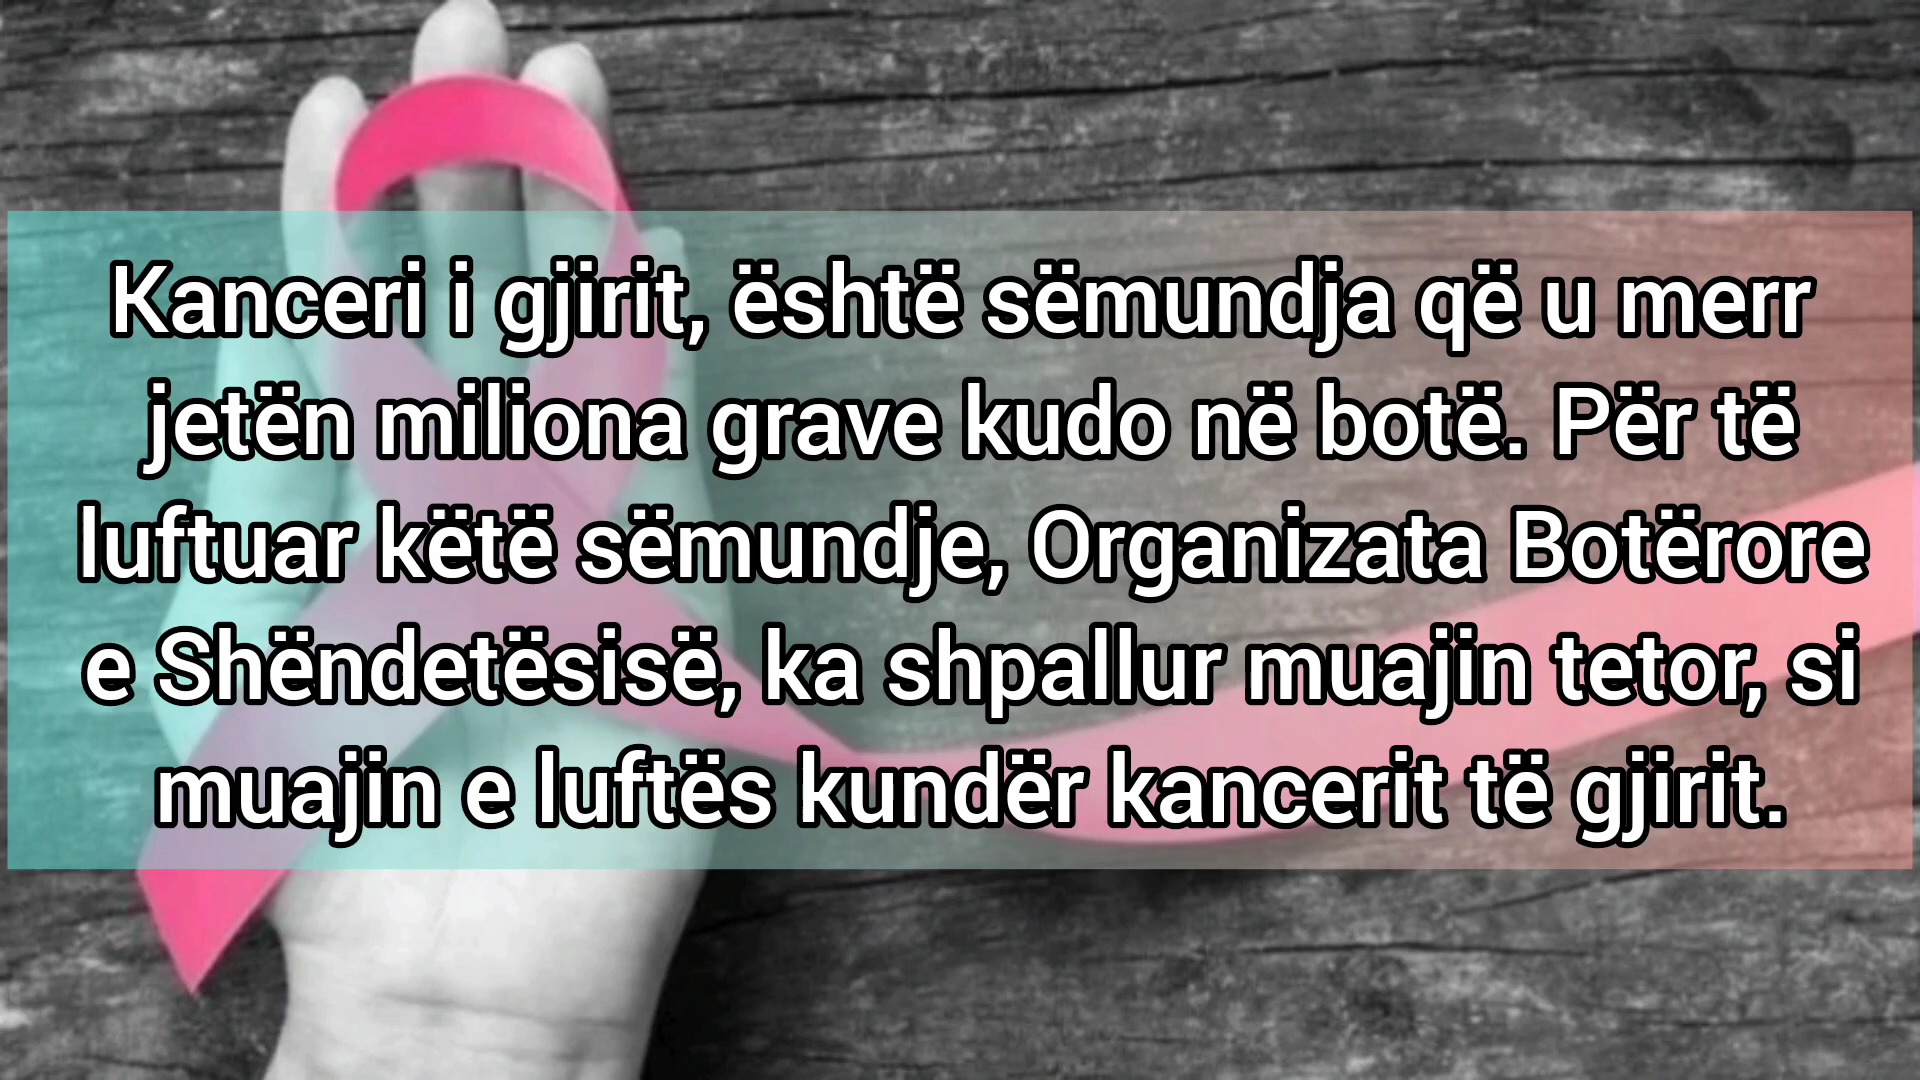 Kanceri i gjirit, është sëmundja që u merr
jetën miliona grave kudo në botë. Për të
luftuar këtë sëmundje, Organizata Botërore
e Shëndetësisë, ka shpallur muajin tetor, si
muajin e luftës kundër kancerit të gjirit.